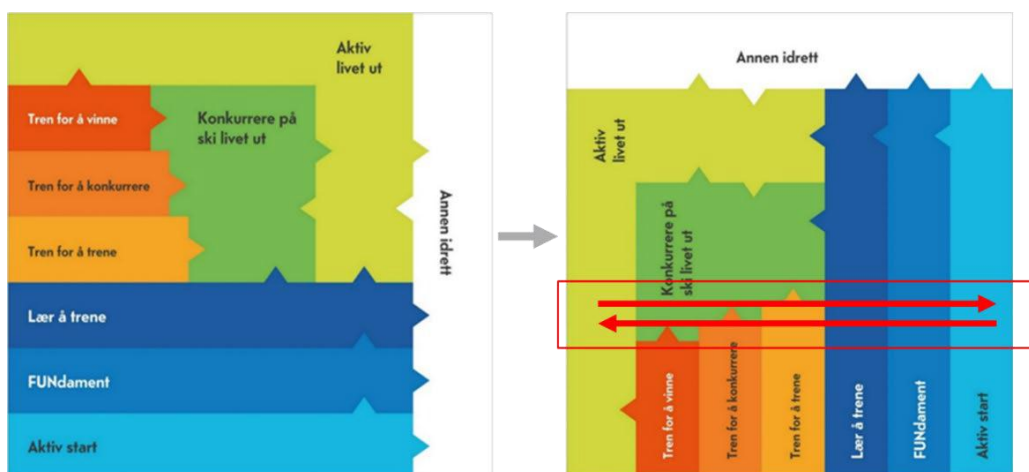 Aktiv
livet ut
Tren for å vinne
Konkurrere på
ski livet ut
Tren for å konkurrere
Tren for å trene
Annen idrett
Lær å trene
FUNdament
Aktiv start
Annen idrett
Aktiv
livet ut
Konkurrere på
ski livet ut
Tren for å vinne
Tren for å konkurrere
Tren for å trene
Lær å trene
FUNdament
Aktiv start